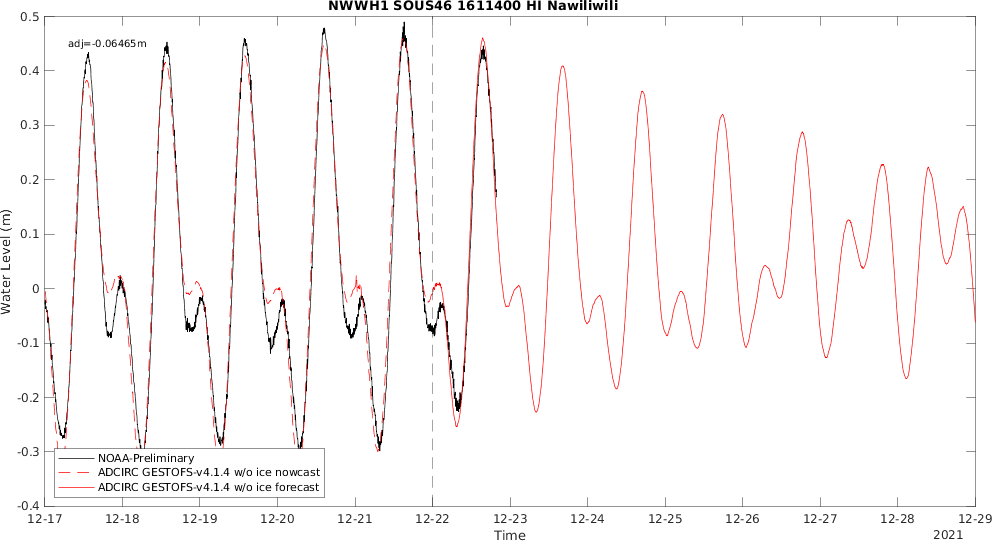 NWWH1 SOUS46 1611400 HI Nawiliwili
adj=-0.06465m
0.5
0.4
0.3
0.2
0.1
0
-0.1
-0.2
-0.3
-0.4
Water Level (m)
NOAA-Preliminary
ADCIRC GESTOFS-v4.1.4 w/o ice nowcast
ADCIRC GESTOFS-v4.1.4 w/o ice forecast
12-17 12-18 12-19 12-20 12-21 12-22 12-23 12-24 12-25 12-26 12-27 12-28 12-29
Time
2021